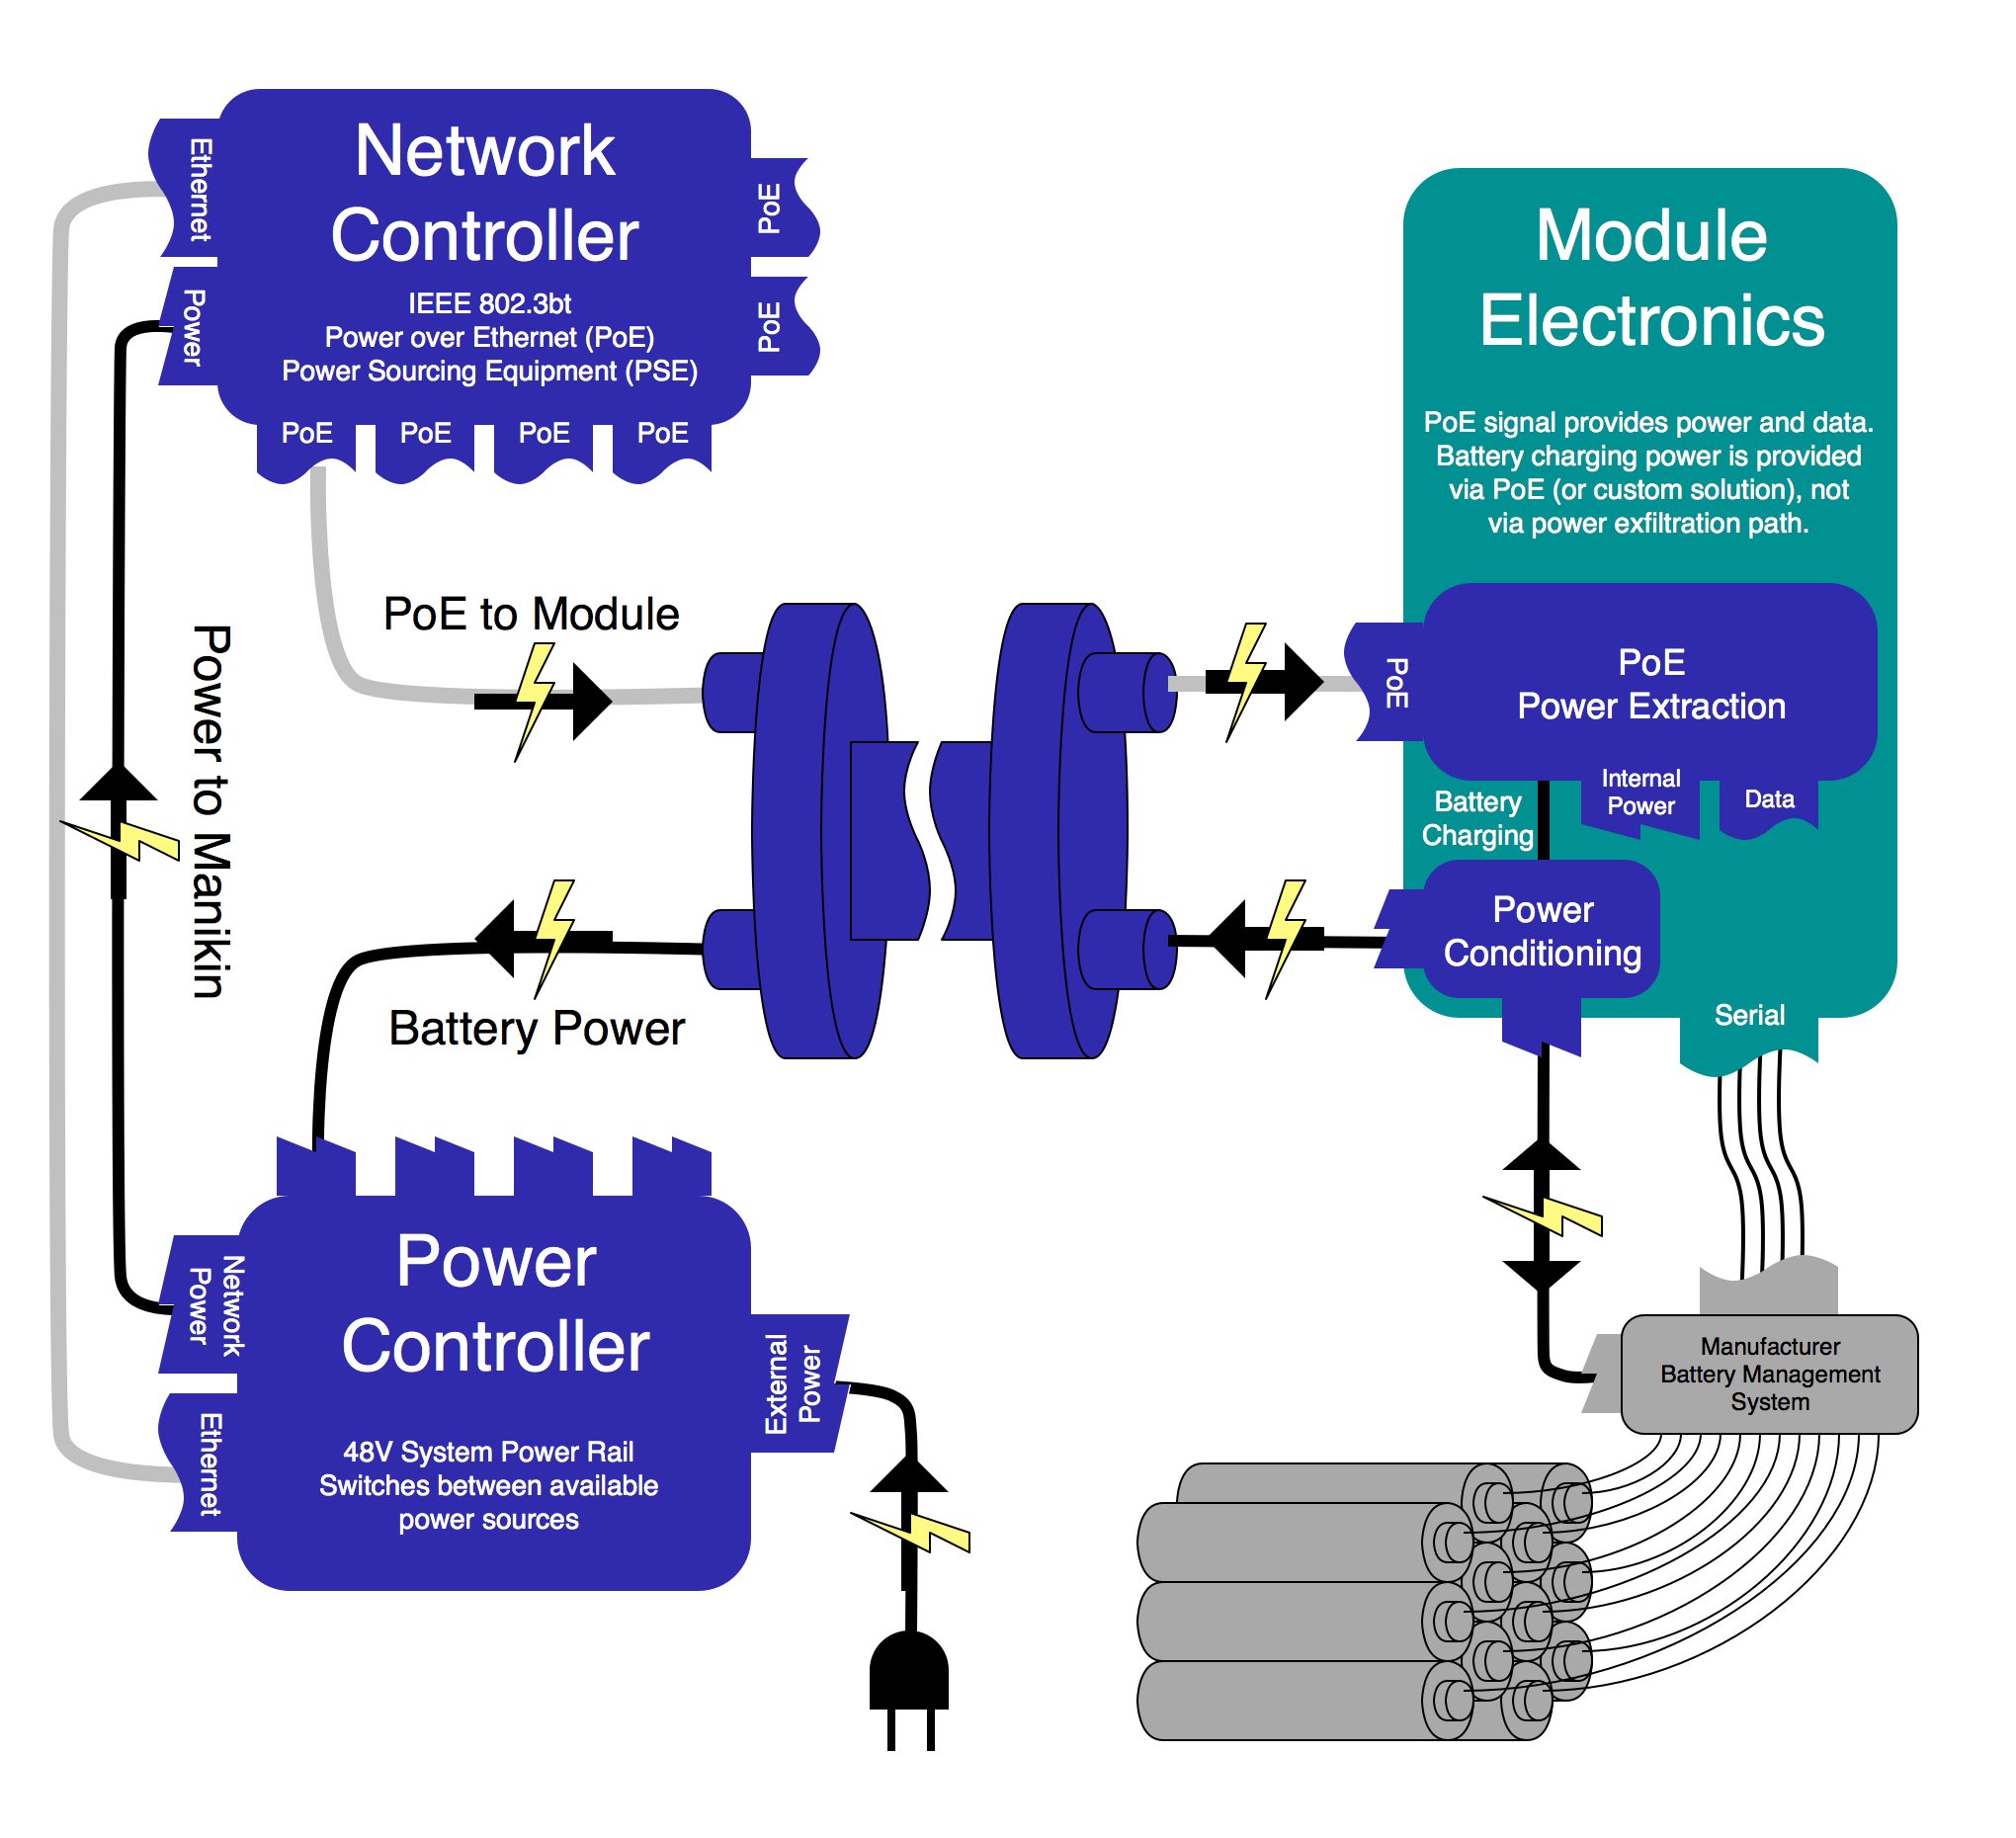 Network
Controller
IEEE 802.3bt
Power over Ethernet (PoE)
Power Sourcing Equipment (PSE)
Ethernet
Power
PoE
PoE
PoE
PoE
PoE
PoE
Module
Electronics
PoE signal provides power and data.
Battery charging power is provided
via PoE (or custom solution), not
via power exfiltration path.
PoE to Module
PoE
PoE
Power Extraction
Internal
Power
Data
Battery
Charging
Power
Conditioning
Serial
Power to Manikin
Battery Power
Power
Controller
48V System Power Rail
Switches between available
power sources
Network
Power
Ethernet
External
Power
Manufacturer
Battery Management
System